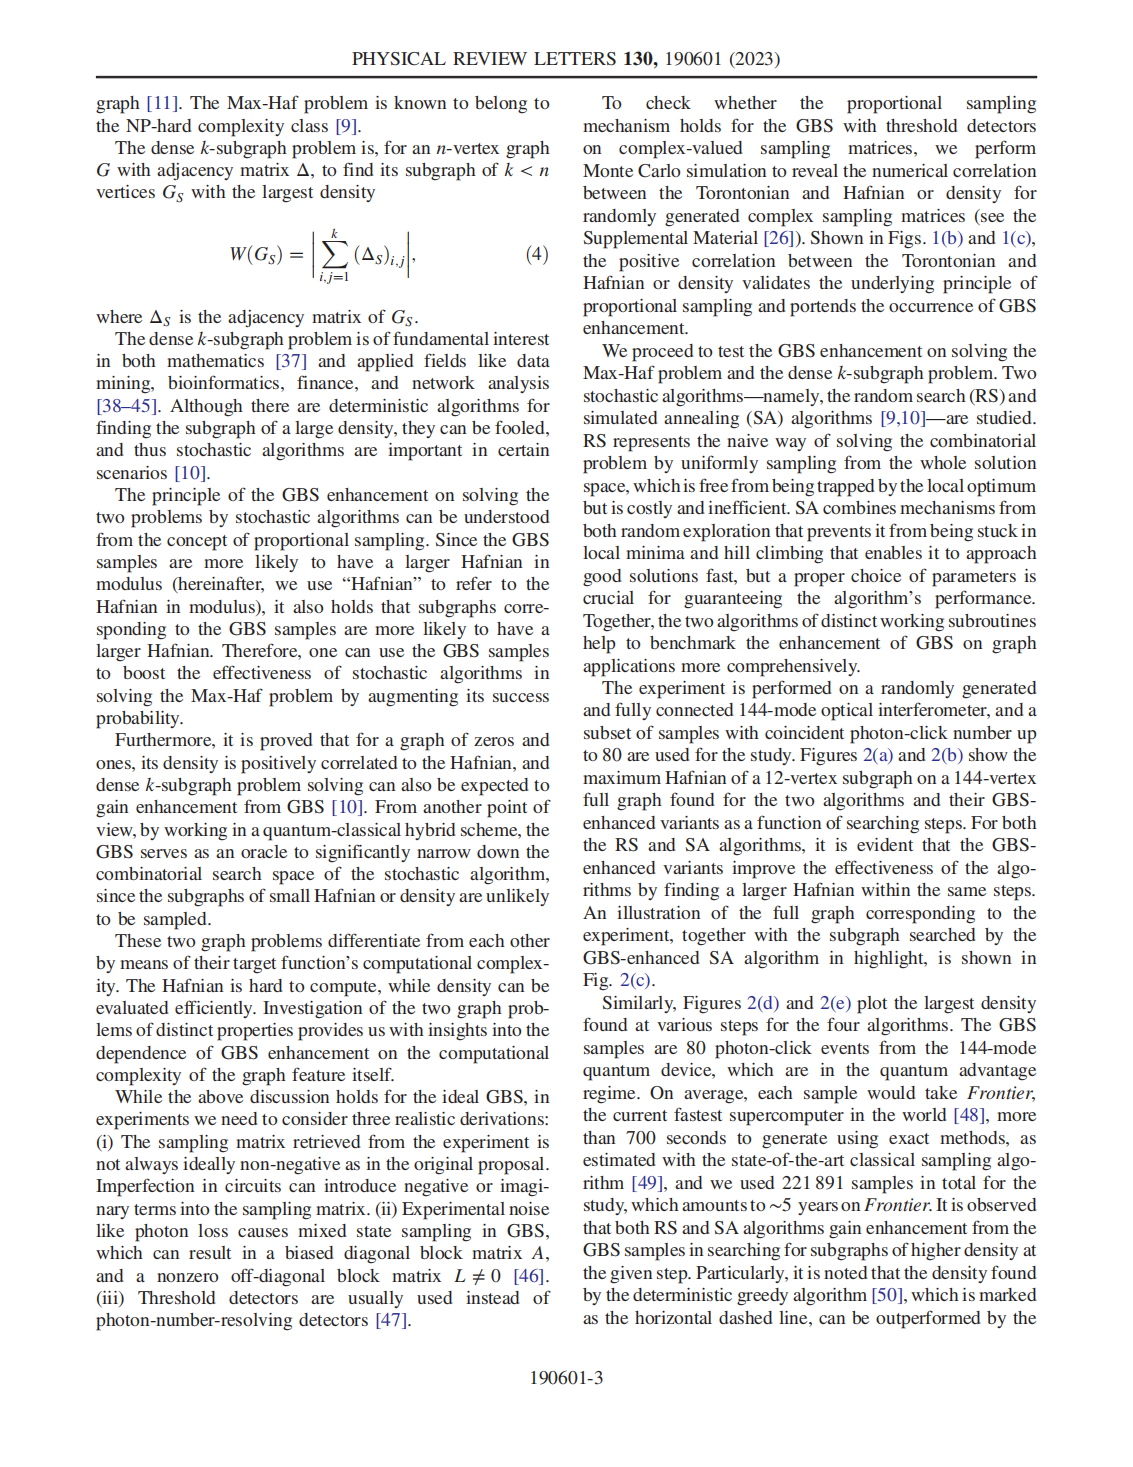 PHYSICAL REVIEW LETTERS 130, 190601 (2023)
graph [11]. The Max-Haf problem is known to belong to
the NP-hard complexity class [9].
The dense k-subgraph problem is, for an n-vertex graph
G with adjacency matrix Δ, to find its subgraph of k < n
vertices G_S with the largest density
W(G_S) = |∑_{i,j=1}^{k} (Δ_S)_{i,j}|, (4)
where Δ_S is the adjacency matrix of G_S.
The dense k-subgraph problem is of fundamental interest
in both mathematics [37] and applied fields like data
mining, bioinformatics, finance, and network analysis
[38–45]. Although there are deterministic algorithms for
finding the subgraph of a large density, they can be fooled,
and thus stochastic algorithms are important in certain
scenarios [10].
The principle of the GBS enhancement on solving the
two problems by stochastic algorithms can be understood
from the concept of proportional sampling. Since the GBS
samples are more likely to have a larger Hafnian in
modulus (hereinafter, we use “Hafnian” to refer to the
Hafnian in modulus), it also holds that subgraphs corre-
sponding to the GBS samples are more likely to have a
larger Hafnian. Therefore, one can use the GBS samples
to boost the effectiveness of stochastic algorithms in
solving the Max-Haf problem by augmenting its success
probability.
Furthermore, it is proved that for a graph of zeros and
ones, its density is positively correlated to the Hafnian, and
dense k-subgraph problem solving can also be expected to
gain enhancement from GBS [10]. From another point of
view, by working in a quantum-classical hybrid scheme, the
GBS serves as an oracle to significantly narrow down the
combinatorial search space of the stochastic algorithm,
since the subgraphs of small Hafnian or density are unlikely
to be sampled.
These two graph problems differentiate from each other
by means of their target function’s computational complex-
ity. The Hafnian is hard to compute, while density can be
evaluated efficiently. Investigation of the two graph prob-
lems of distinct properties provides us with insights into the
dependence of GBS enhancement on the computational
complexity of the graph feature itself.
While the above discussion holds for the ideal GBS, in
experiments we need to consider three realistic derivations:
(i) The sampling matrix retrieved from the experiment is
not always ideally non-negative as in the original proposal.
Imperfection in circuits can introduce negative or imagi-
nary terms into the sampling matrix. (ii) Experimental noise
like photon loss causes mixed state sampling in GBS,
which can result in a biased diagonal block matrix A,
and a nonzero off-diagonal block matrix L ≠ 0 [46].
(iii) Threshold detectors are usually used instead of
photon-number-resolving detectors [47].
To check whether the proportional sampling
mechanism holds for the GBS with threshold detectors
on complex-valued sampling matrices, we perform
Monte Carlo simulation to reveal the numerical correlation
between the Torontonian and Hafnian or density for
randomly generated complex sampling matrices (see the
Supplemental Material [26]). Shown in Figs. 1(b) and 1(c),
the positive correlation between the Torontonian and
Hafnian or density validates the underlying principle of
proportional sampling and portends the occurrence of GBS
enhancement.
We proceed to test the GBS enhancement on solving the
Max-Haf problem and the dense k-subgraph problem. Two
stochastic algorithms—namely, the random search (RS) and
simulated annealing (SA) algorithms [9,10]—are studied.
RS represents the naive way of solving the combinatorial
problem by uniformly sampling from the whole solution
space, which is free from being trapped by the local optimum
but is costly and inefficient. SA combines mechanisms from
both random exploration that prevents it from being stuck in
local minima and hill climbing that enables it to approach
good solutions fast, but a proper choice of parameters is
crucial for guaranteeing the algorithm’s performance.
Together, the two algorithms of distinct working subroutines
help to benchmark the enhancement of GBS on graph
applications more comprehensively.
The experiment is performed on a randomly generated
and fully connected 144-mode optical interferometer, and a
subset of samples with coincident photon-click number up
to 80 are used for the study. Figures 2(a) and 2(b) show the
maximum Hafnian of a 12-vertex subgraph on a 144-vertex
full graph found for the two algorithms and their GBS-
enhanced variants as a function of searching steps. For both
the RS and SA algorithms, it is evident that the GBS-
enhanced variants improve the effectiveness of the algo-
rithms by finding a larger Hafnian within the same steps.
An illustration of the full graph corresponding to the
experiment, together with the subgraph searched by the
GBS-enhanced SA algorithm in highlight, is shown in
Fig. 2(c).
Similarly, Figures 2(d) and 2(e) plot the largest density
found at various steps for the four algorithms. The GBS
samples are 80 photon-click events from the 144-mode
quantum device, which are in the quantum advantage
regime. On average, each sample would take Frontier,
the current fastest supercomputer in the world [48], more
than 700 seconds to generate using exact methods, as
estimated with the state-of-the-art classical sampling algo-
rithm [49], and we used 221 891 samples in total for the
study, which amounts to ~5 years on Frontier. It is observed
that both RS and SA algorithms gain enhancement from the
GBS samples in searching for subgraphs of higher density at
the given step. Particularly, it is noted that the density found
by the deterministic greedy algorithm [50], which is marked
as the horizontal dashed line, can be outperformed by the
190601-3